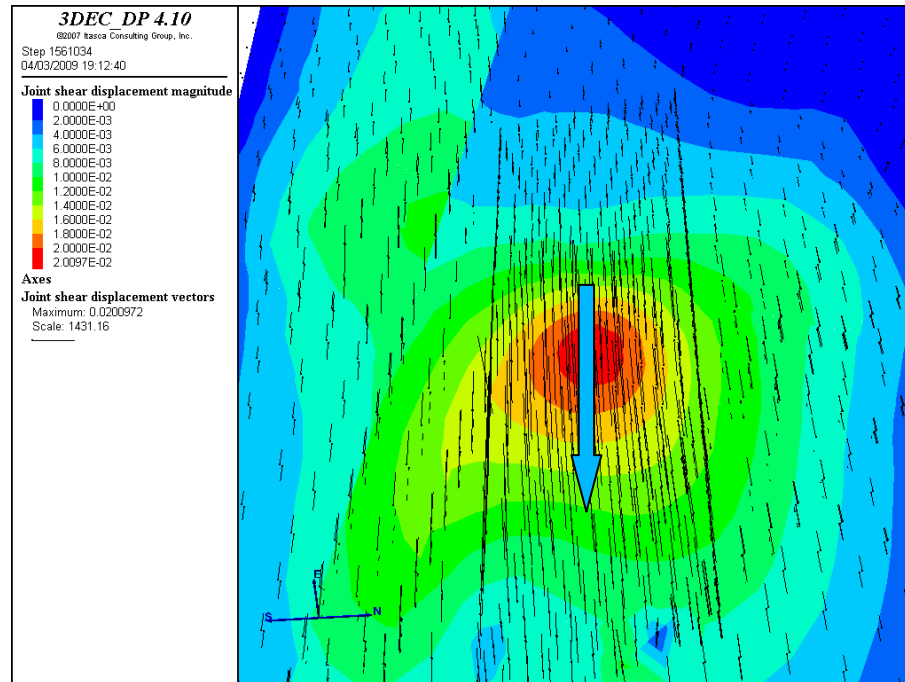 3DEC_DP 4.10
©2007 Itasca Consulting Group, Inc.
Step 1561034
04/03/2009 19:12:40
Joint shear displacement magnitude
0.0000E+00
2.0000E-03
4.0000E-03
6.0000E-03
8.0000E-03
1.0000E-02
1.2000E-02
1.4000E-02
1.6000E-02
1.8000E-02
2.0000E-02
2.0097E-02
Axes
Joint shear displacement vectors
Maximum: 0.0200972
Scale: 1431.16
E
S N